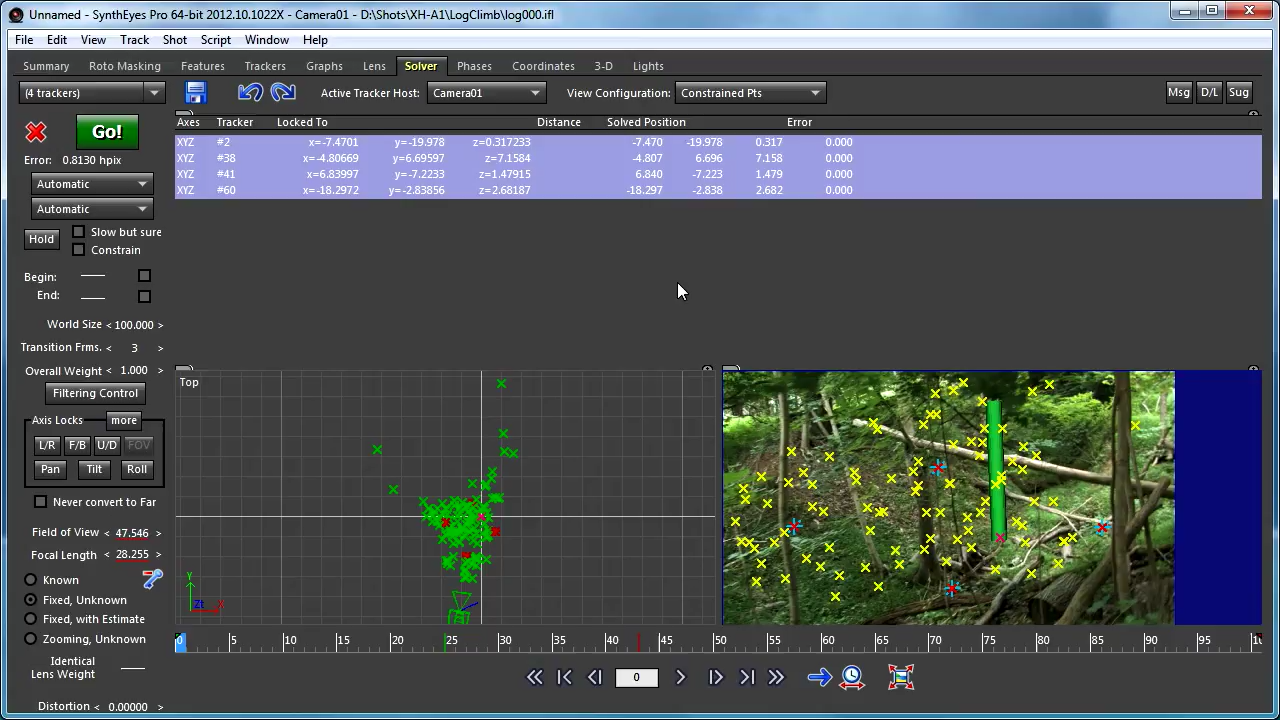 Unnamed - SynthEyes Pro 64-bit 2012.10.1022X - Camera01 - D:\Shots\XH-A1\LogClimb\log000.ifl
File Edit View Track Shot Script Window Help
Summary Roto Masking Features Trackers Graphs Lens Solver Phases Coordinates 3-D Lights
(4 trackers) Active Tracker Host: Camera01 View Configuration: Constrained Pts Msg D/L Sug
Axes Tracker Locked To Distance Solved Position Error
XYZ #2 x=-7.4701 y=-19.978 z=0.317233 -7.470 -19.978 0.317 0.000
XYZ #38 x=-4.80669 y=6.69597 z=7.1584 -4.807 6.696 7.158 0.000
XYZ #41 x=6.83997 y=-7.2233 z=1.47915 6.840 -7.223 1.479 0.000
XYZ #60 x=-18.2972 y=-2.83856 z=2.68187 -18.297 -2.838 2.682 0.000
Go!
Error: 0.8130 hpix
Automatic
Automatic
Hold
Slow but sure
Constrain
Begin:
End:
World Size < 100.000 >
Transition Frms. < 3 >
Overall Weight < 1.000 >
Filtering Control
Axis Locks more
L/R F/B U/D FOV
Pan Tilt Roll
Never convert to Far
Field of View < 47.546 >
Focal Length < 28.255 >
Known
Fixed, Unknown
Fixed, with Estimate
Zooming, Unknown
Identical
Lens Weight
Distortion < 0.00000 >
Top
Y
Zt X
0 5 10 15 20 25 30 35 40 45 50 55 60 65 70 75 80 85 90 95
0